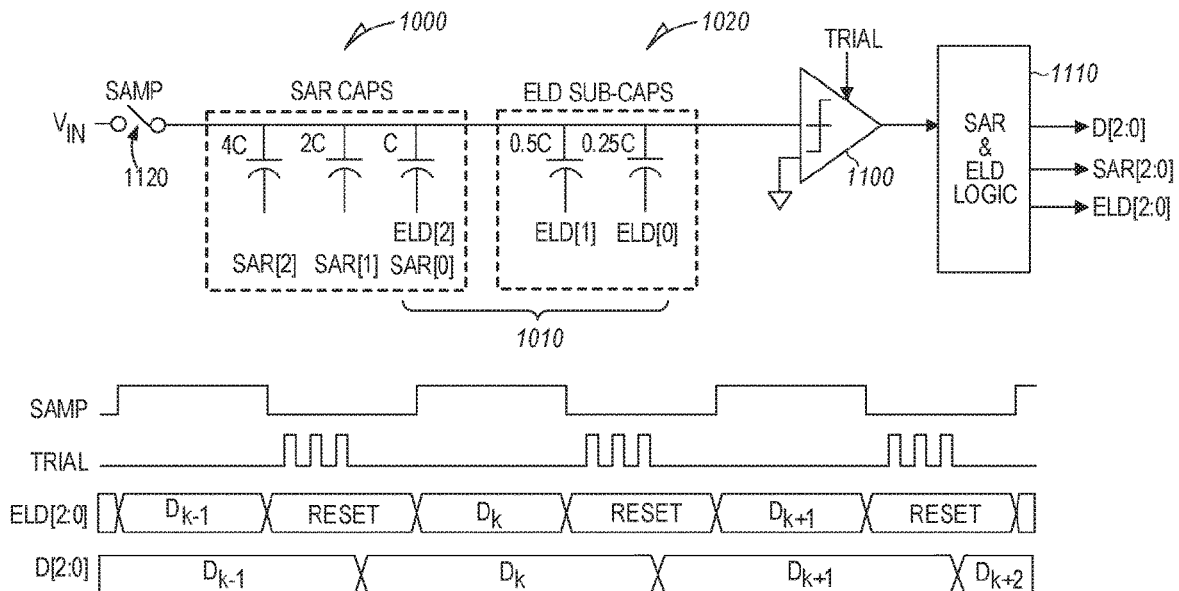 1000
1020
TRIAL
1110
SAMP
SAR CAPS
ELD SUB-CAPS
V_IN
4C
2C
C
0.5C
0.25C
SAR
&
ELD
LOGIC
D[2:0]
SAR[2:0]
ELD[2:0]
1120
1100
ELD[2]
ELD[1]
ELD[0]
SAR[2]
SAR[1]
SAR[0]
1010
SAMP
TRIAL
ELD[2:0]
D_k-1
RESET
D_k
RESET
D_k+1
RESET
D[2:0]
D_k-1
D_k
D_k+1
D_k+2